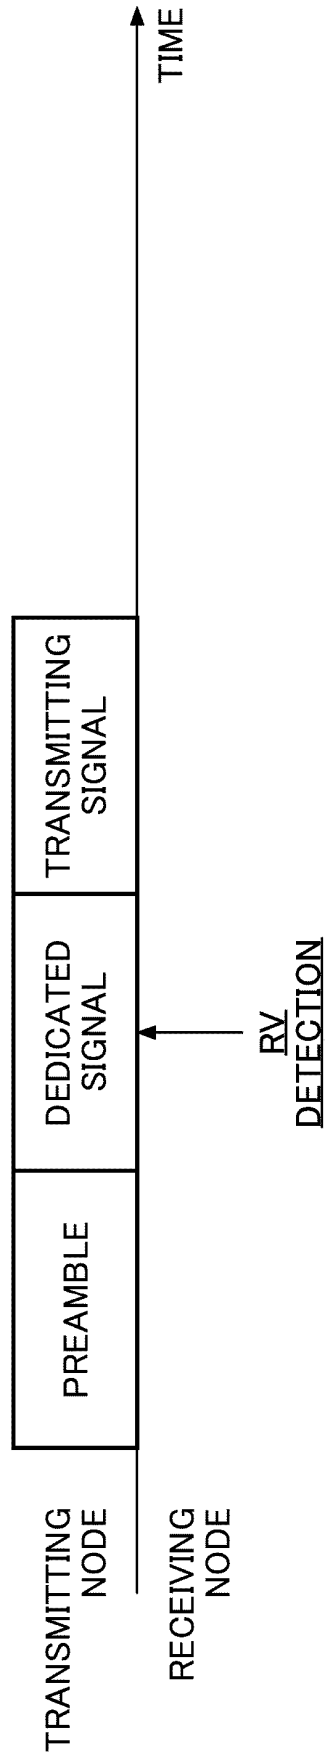 TRANSMITTING
NODE
RECEIVING
NODE
PREAMBLE
DEDICATED
SIGNAL
TRANSMITTING
SIGNAL
RV
DETECTION
TIME